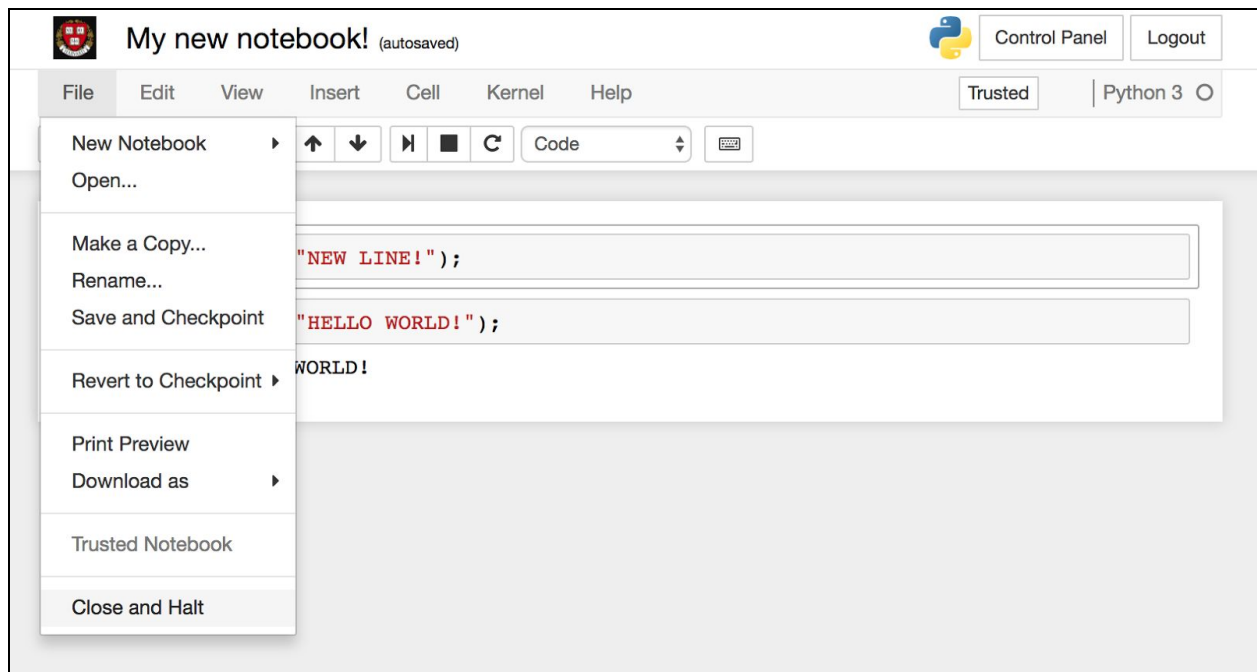 My new notebook! (autosaved)
Control Panel
Logout
File Edit View Insert Cell Kernel Help
Trusted
Python 3
New Notebook
Code
Open...
Make a Copy...
"NEW LINE!");
Rename...
Save and Checkpoint
"HELLO WORLD!");
WORLD!
Revert to Checkpoint
Print Preview
Download as
Trusted Notebook
Close and Halt